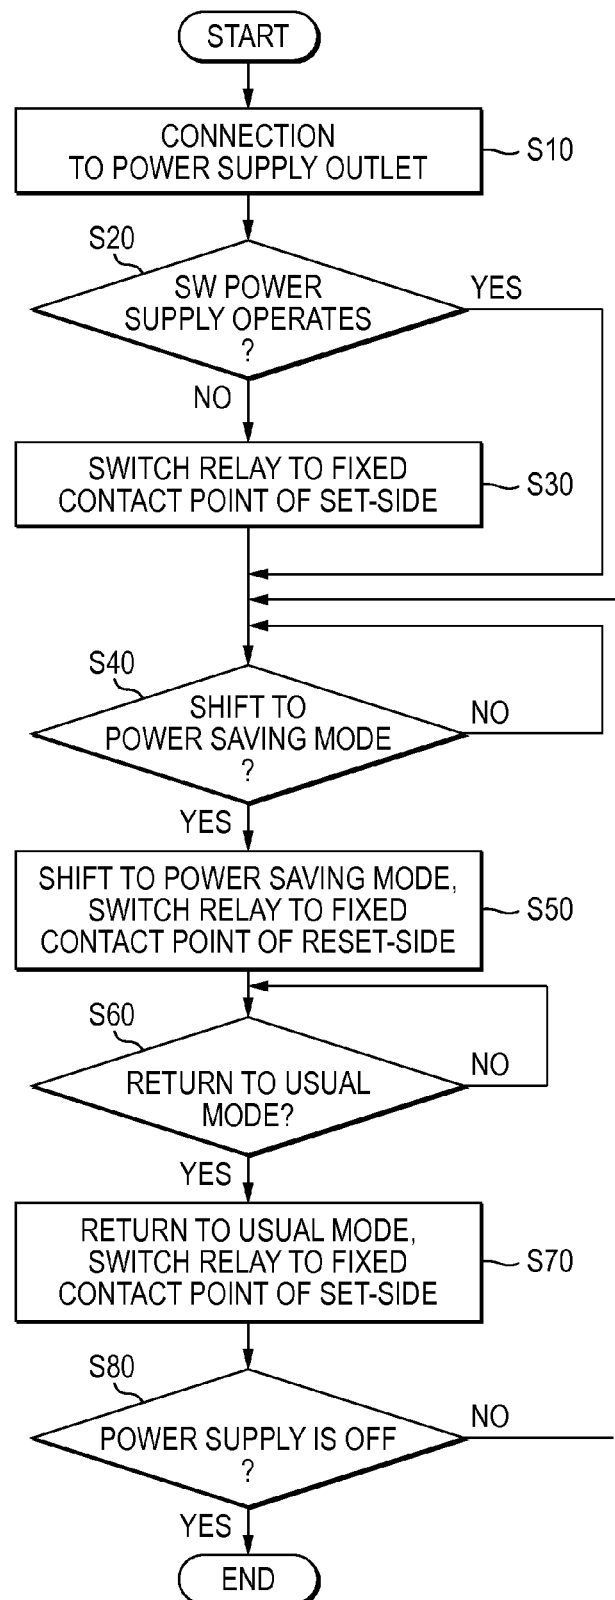 START
CONNECTION
TO POWER SUPPLY OUTLET
S10
S20
SW POWER
SUPPLY OPERATES
?
YES
NO
SWITCH RELAY TO FIXED
CONTACT POINT OF SET-SIDE
S30
S40
SHIFT TO
POWER SAVING MODE
?
NO
YES
SHIFT TO POWER SAVING MODE,
SWITCH RELAY TO FIXED
CONTACT POINT OF RESET-SIDE
S50
S60
RETURN TO USUAL
MODE?
NO
YES
RETURN TO USUAL MODE,
SWITCH RELAY TO FIXED
CONTACT POINT OF SET-SIDE
S70
S80
POWER SUPPLY IS OFF
?
NO
YES
END